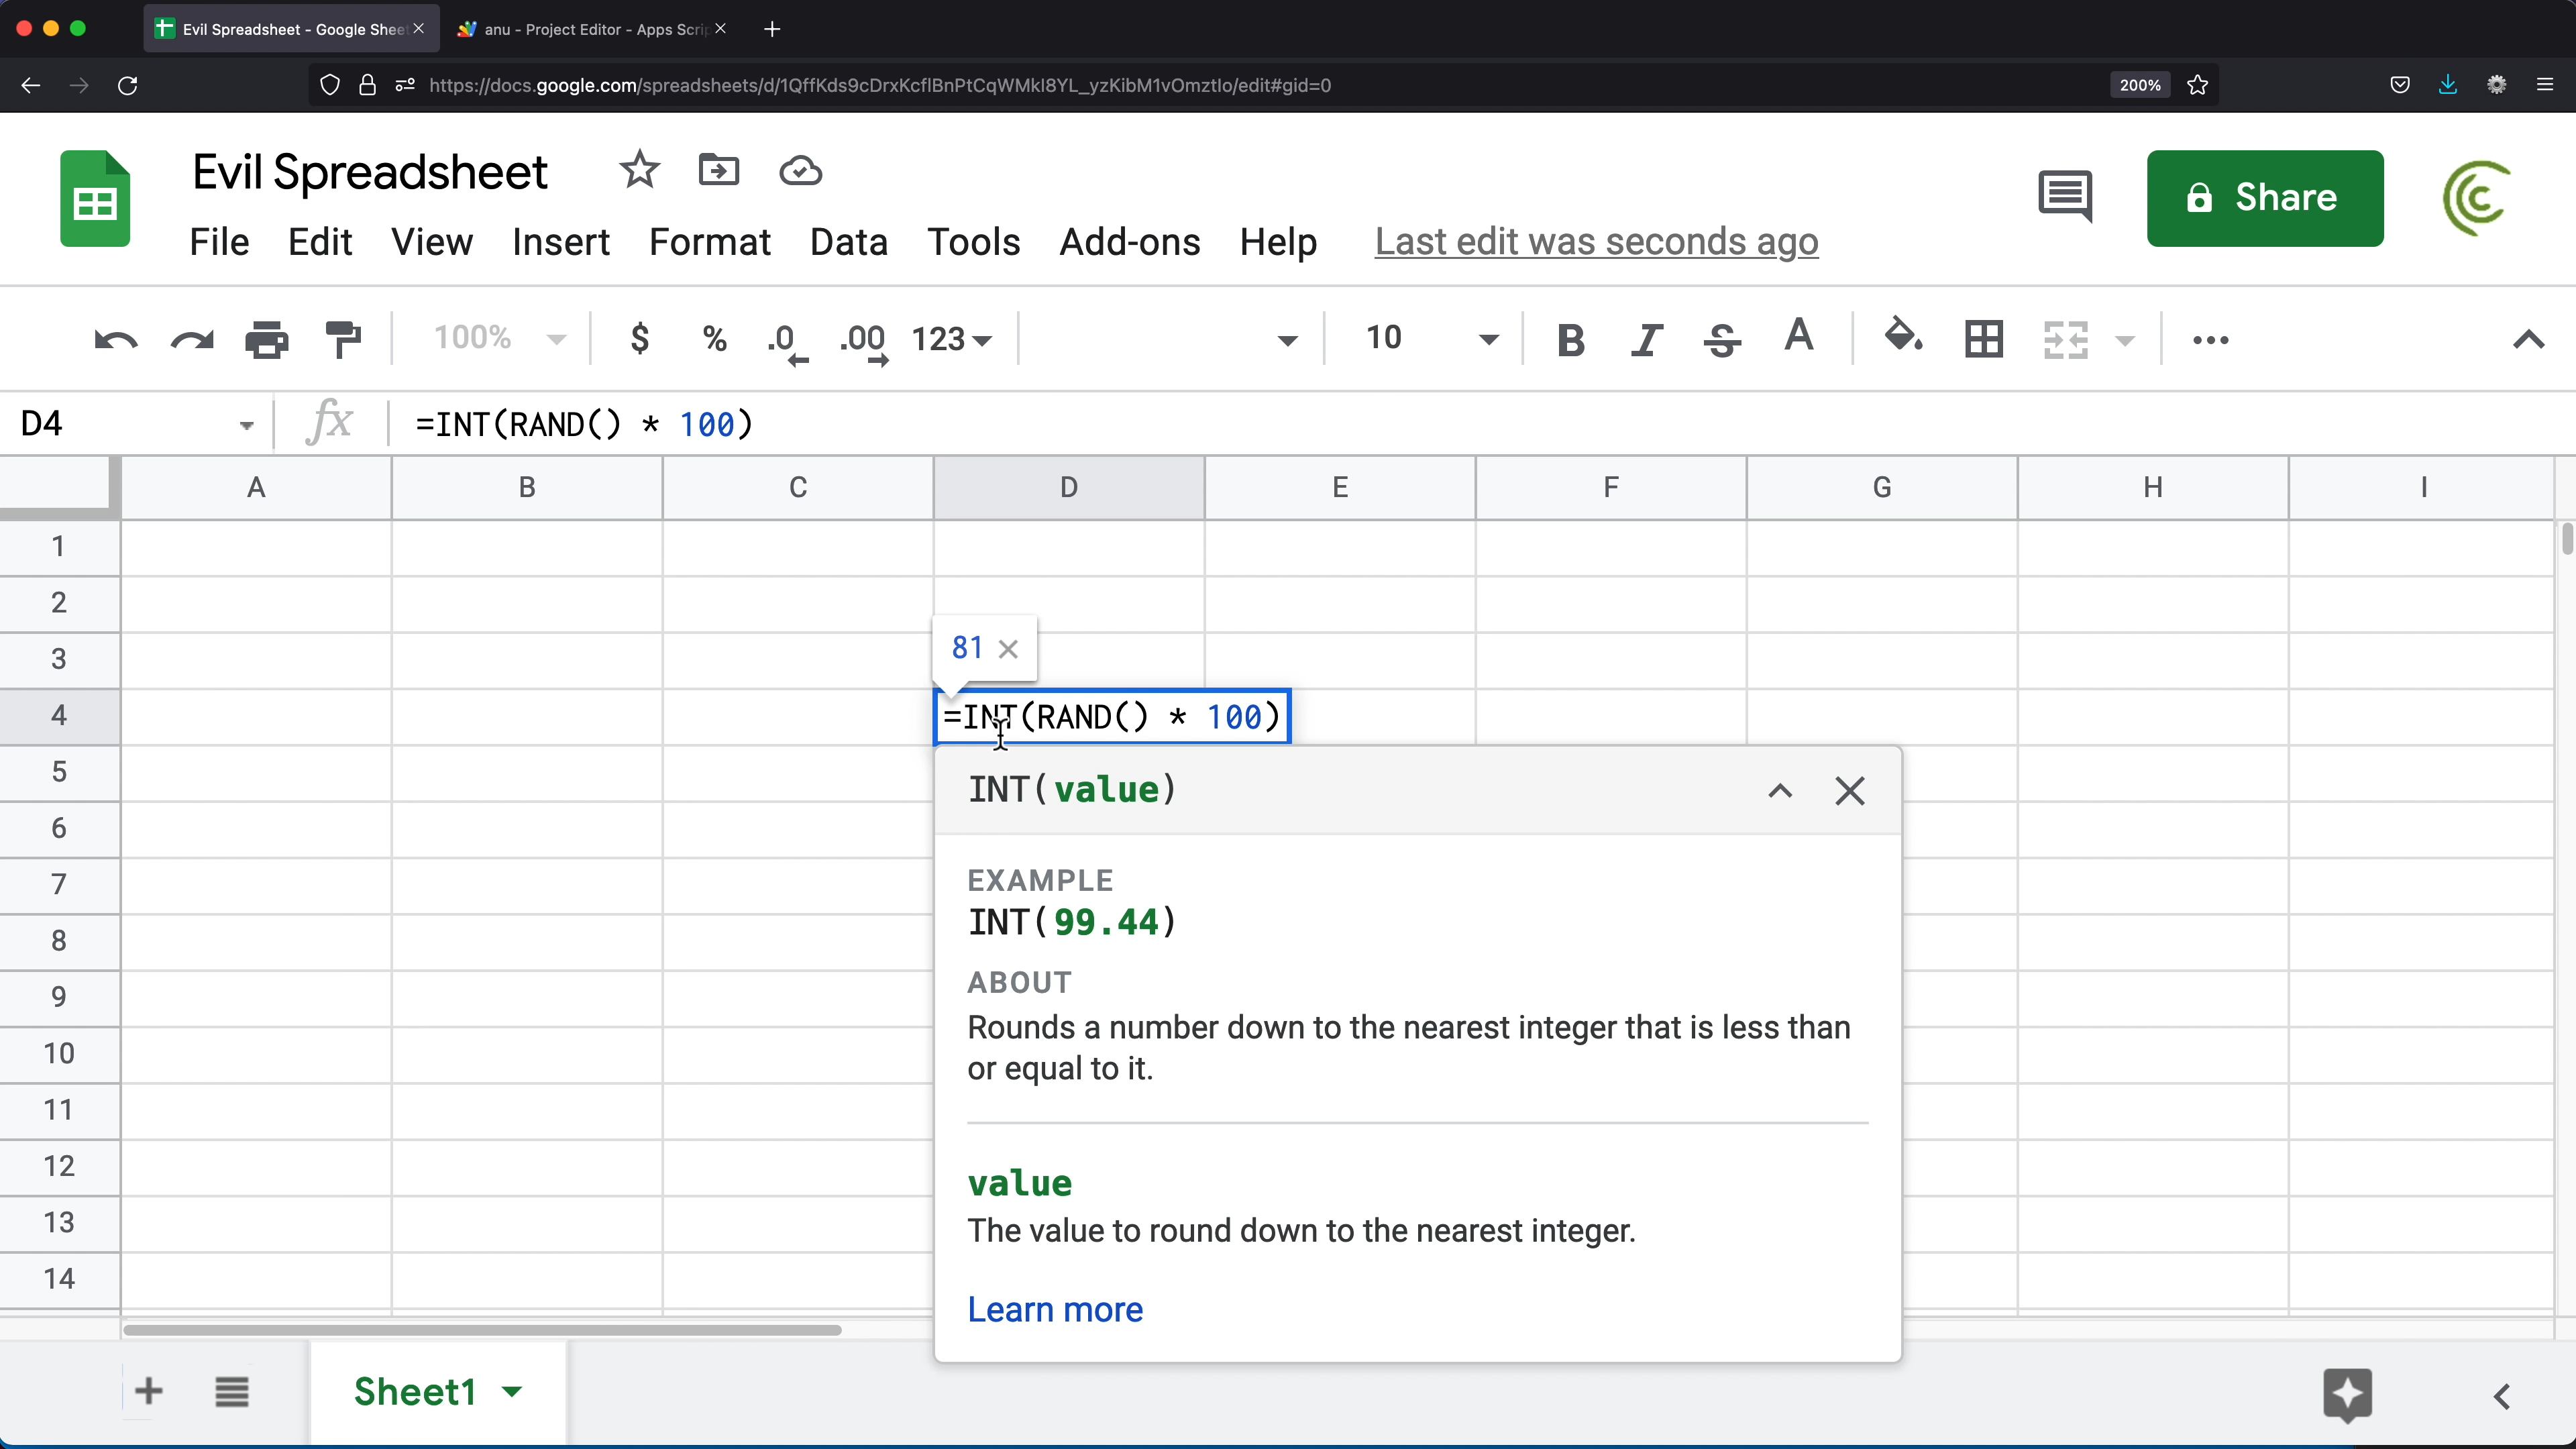 Evil Spreadsheet - Google Shee
anu - Project Editor - Apps Scrip
https://docs.google.com/spreadsheets/d/1QffKds9cDrxKcflBnPtCqWMkl8YL_yzKibM1vOmztIo/edit#gid=0
200%
Evil Spreadsheet
File Edit View Insert Format Data Tools Add-ons Help Last edit was seconds ago
Share
100% $ % .0 .00 123 10 B I S A
D4 fx =INT(RAND() * 100)
A B C D E F G H I
1
2
3
81
4
=INT(RAND() * 100)
5
INT(value)
6
7
EXAMPLE
INT(99.44)
8
9
ABOUT
Rounds a number down to the nearest integer that is less than
10
or equal to it.
11
12
value
13
The value to round down to the nearest integer.
14
Learn more
Sheet1